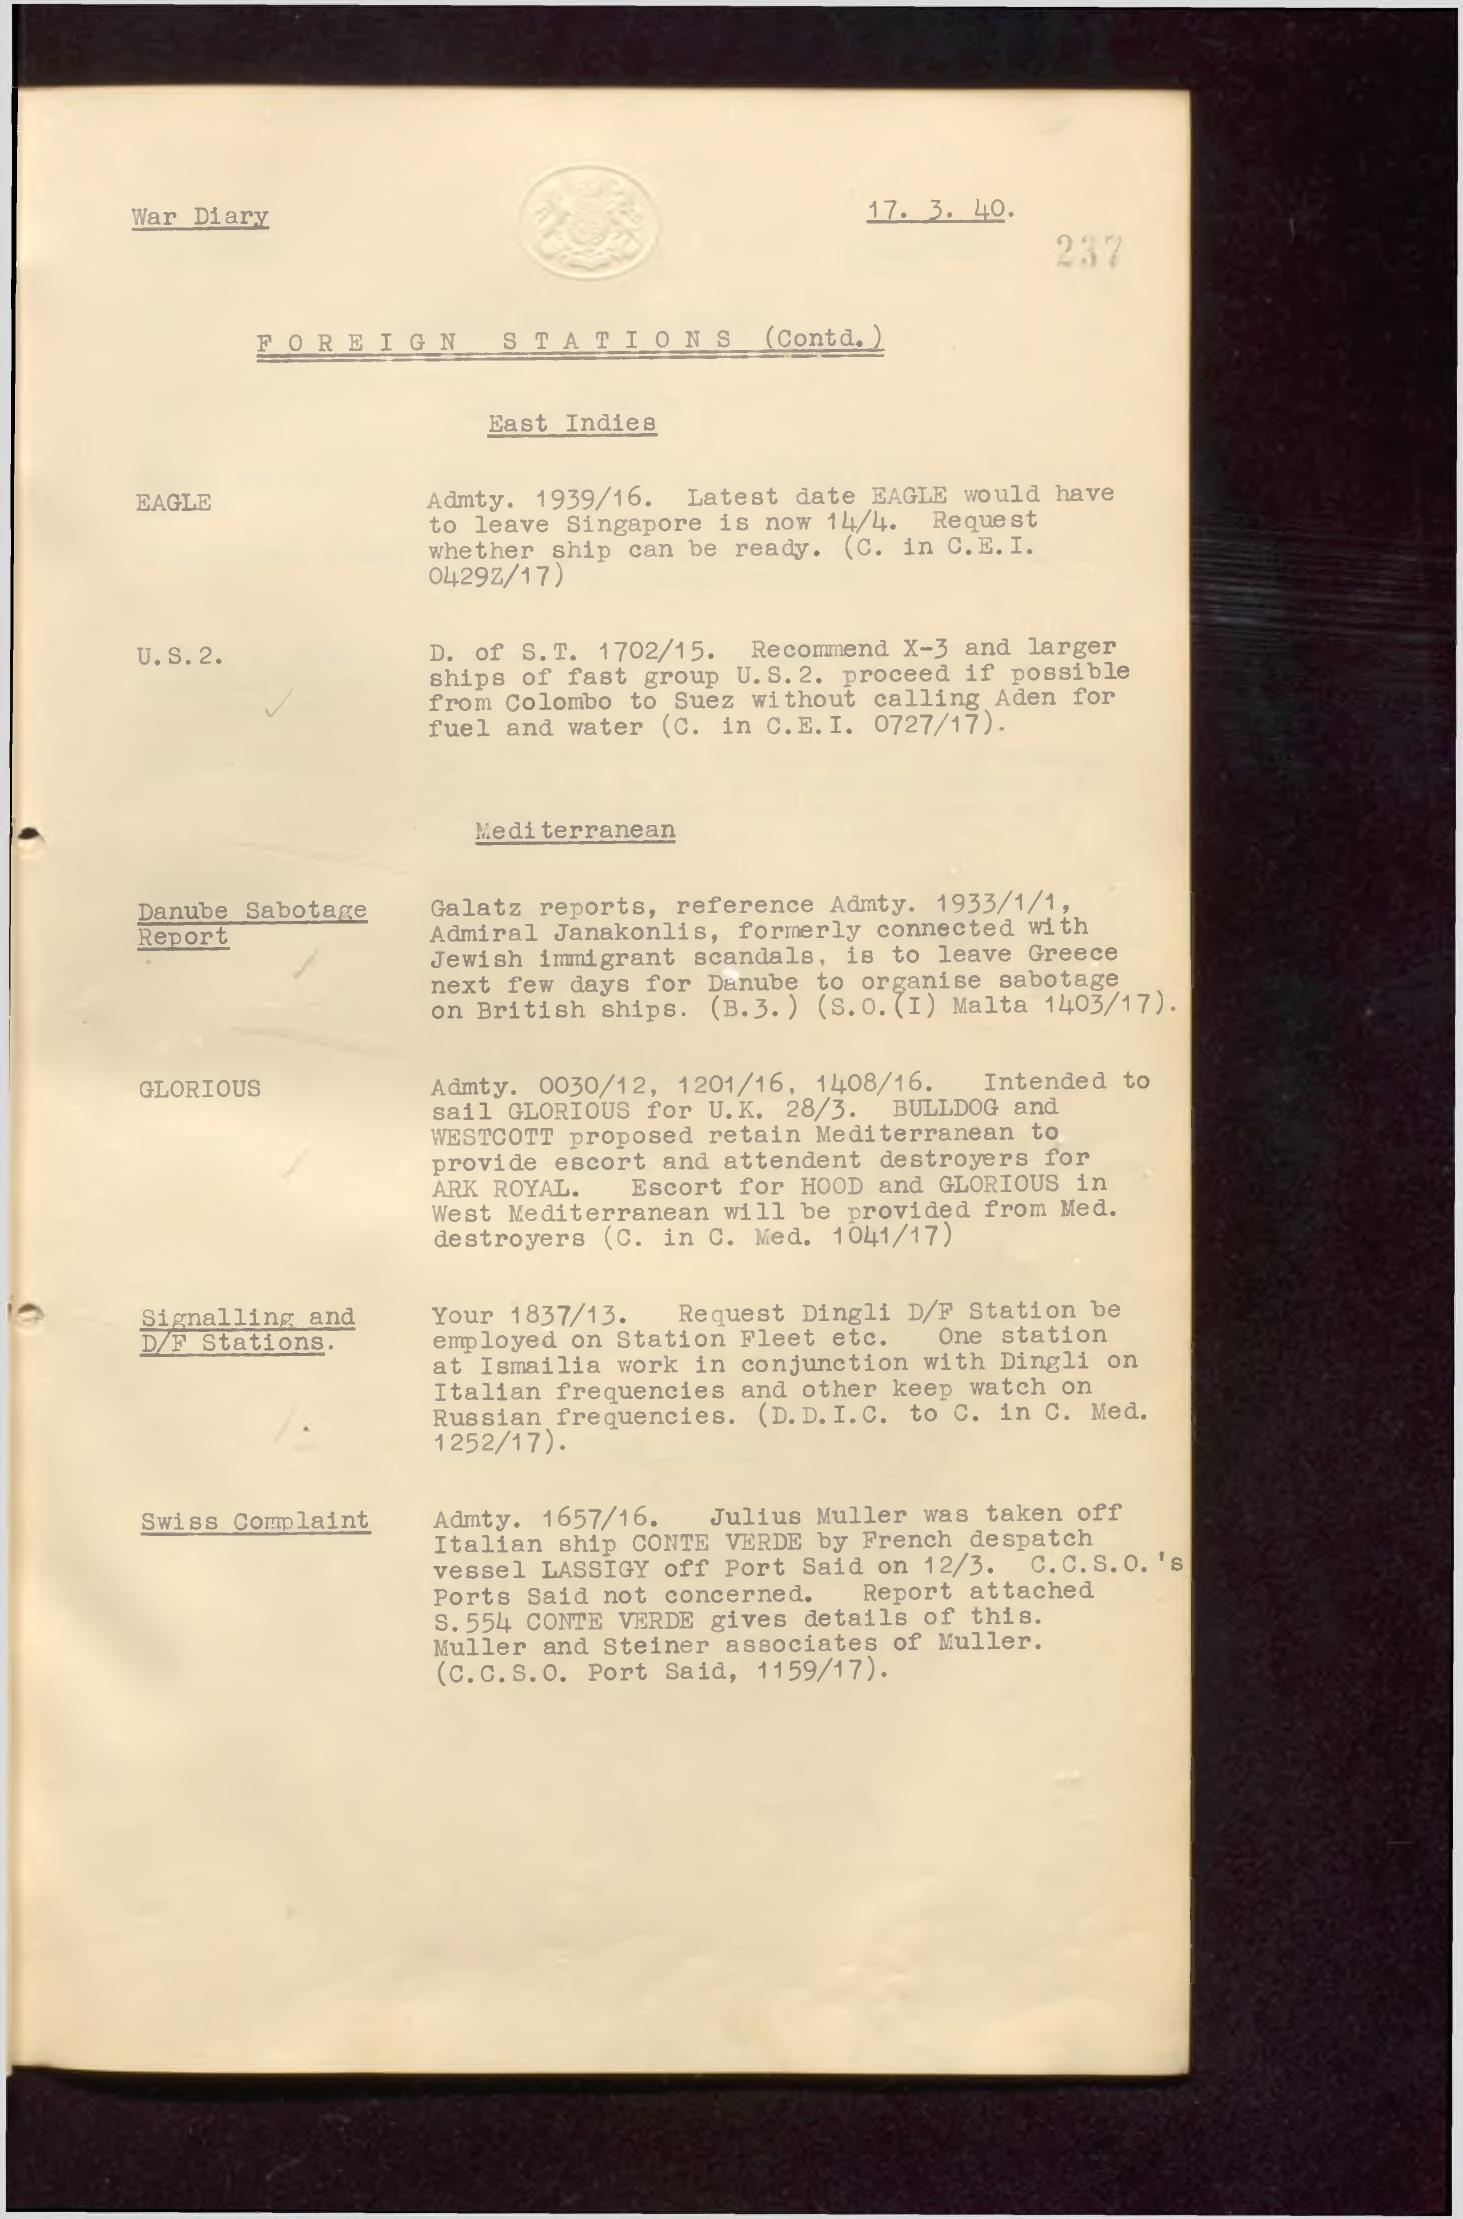 War Diary
17. 3. 40.
237
FOREIGN STATIONS (Contd.)
East Indies
EAGLE
Admty. 1939/16. Latest date EAGLE would have
to leave Singapore is now 14/4. Request
whether ship can be ready. (C. in C.E.I.
0429Z/17)
U.S.2.
D. of S.T. 1702/15. Recommend X-3 and larger
ships of fast group U.S.2. proceed if possible
from Colombo to Suez without calling Aden for
fuel and water (C. in C.E.I. 0727/17).
Mediterranean
Danube Sabotage
Report
Galatz reports, reference Admty. 1933/1/1,
Admiral Janakonlis, formerly connected with
Jewish immigrant scandals, is to leave Greece
next few days for Danube to organise sabotage
on British ships. (B.3.) (S.O.(I) Malta 1403/17).
GLORIOUS
Admty. 0030/12, 1201/16, 1408/16. Intended to
sail GLORIOUS for U.K. 28/3. BULLDOG and
WESTCOTT proposed retain Mediterranean to
provide escort and attendent destroyers for
ARK ROYAL. Escort for HOOD and GLORIOUS in
West Mediterranean will be provided from Med.
destroyers (C. in C. Med. 1041/17)
Signalling and
D/F Stations.
Your 1837/13. Request Dingli D/F Station be
employed on Station Fleet etc. One station
at Ismailia work in conjunction with Dingli on
Italian frequencies and other keep watch on
Russian frequencies. (D.D.I.C. to C. in C. Med.
1252/17).
Swiss Complaint
Admty. 1657/16. Julius Muller was taken off
Italian ship CONTE VERDE by French despatch
vessel LASSIGY off Port Said on 12/3. C.C.S.O.'s
Ports Said not concerned. Report attached
S.554 CONTE VERDE gives details of this.
Muller and Steiner associates of Muller.
(C.C.S.O. Port Said, 1159/17).